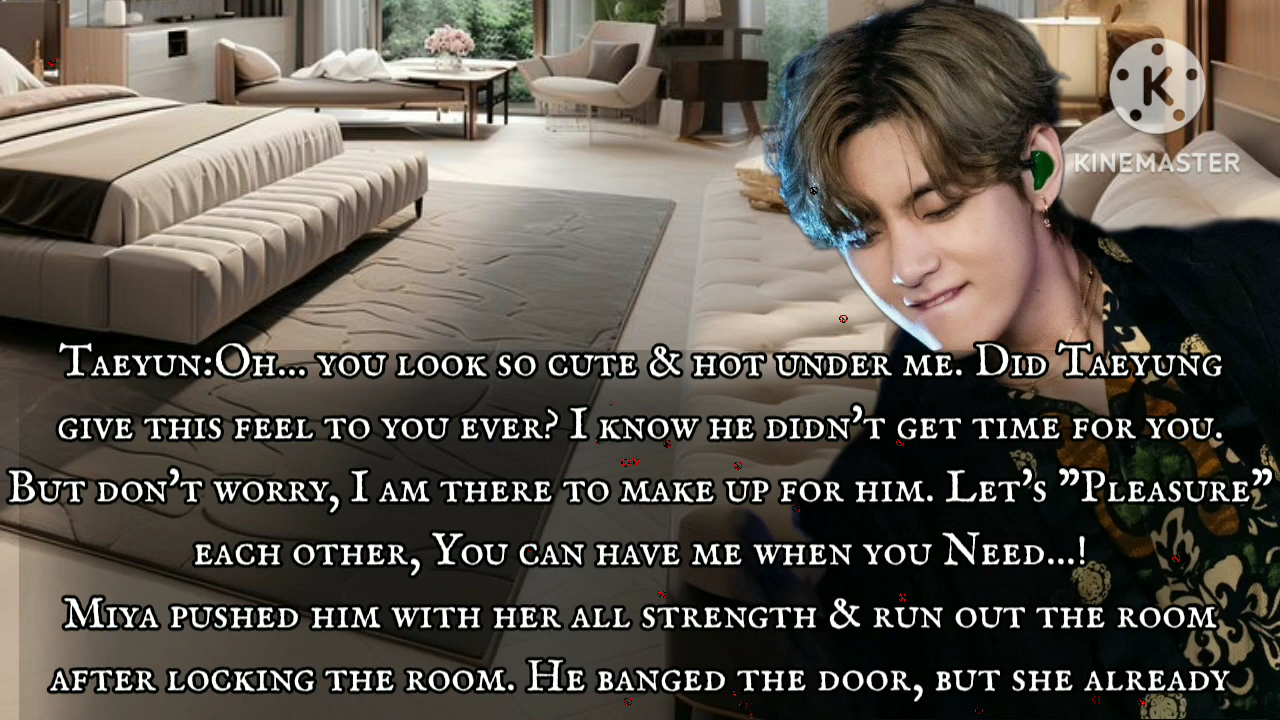 K
KINEMASTER
Taeyun:Oh... you look so cute & hot under me. Did Taeyung
give this feel to you ever? I know he didn't get time for you.
But don't worry, I am there to make up for him. Let's "Pleasure"
each other, You can have me when you Need...!
Miya pushed him with her all strength & run out the room
after locking the room. He banged the door, but she already